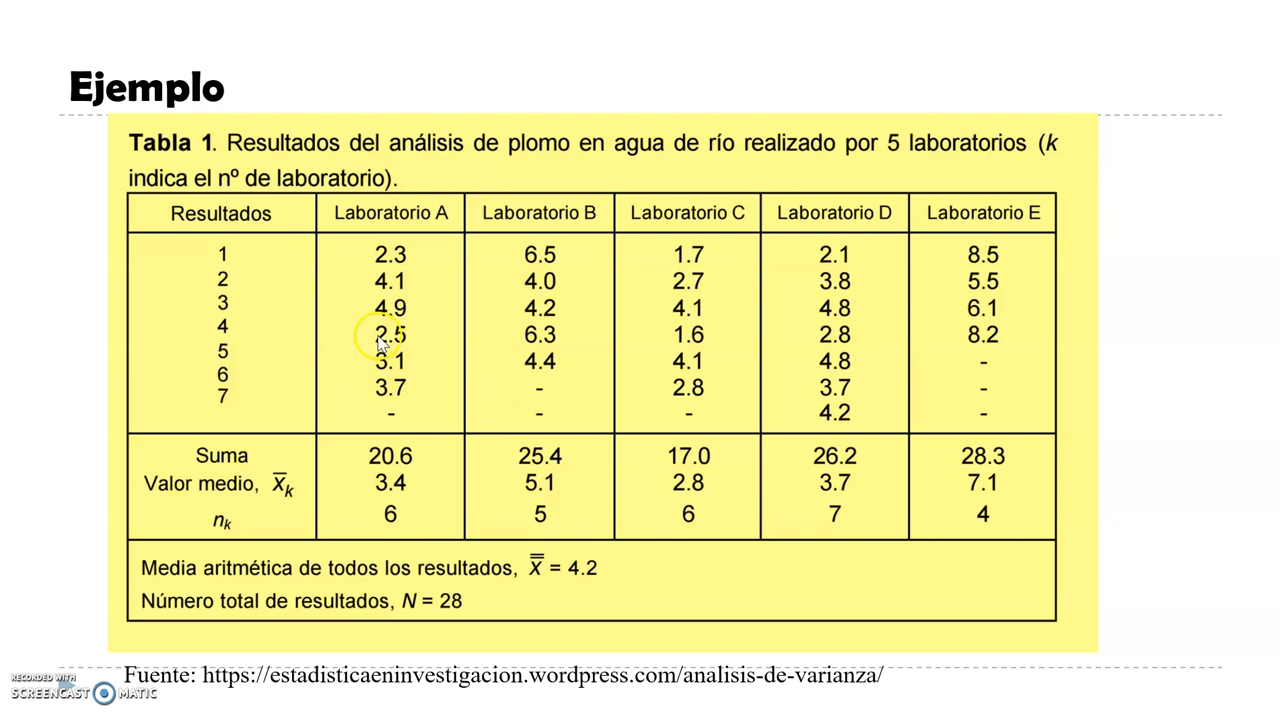 Ejemplo
Tabla 1. Resultados del análisis de plomo en agua de río realizado por 5 laboratorios (k
indica el nº de laboratorio).
Resultados Laboratorio A Laboratorio B Laboratorio C Laboratorio D Laboratorio E
1 2.3 6.5 1.7 2.1 8.5
2 4.1 4.0 2.7 3.8 5.5
3 4.9 4.2 4.1 4.8 6.1
4 2.5 6.3 1.6 2.8 8.2
5 3.1 4.4 4.1 4.8 -
6 3.7 - 2.8 3.7 -
7 - - - 4.2 -
Suma 20.6 25.4 17.0 26.2 28.3
Valor medio, x̅k 3.4 5.1 2.8 3.7 7.1
nk 6 5 6 7 4
Media aritmética de todos los resultados, x̿ = 4.2
Número total de resultados, N = 28
Fuente: https://estadisticaeninvestigacion.wordpress.com/analisis-de-varianza/
RECORDED WITH
SCREENCAST MATIC